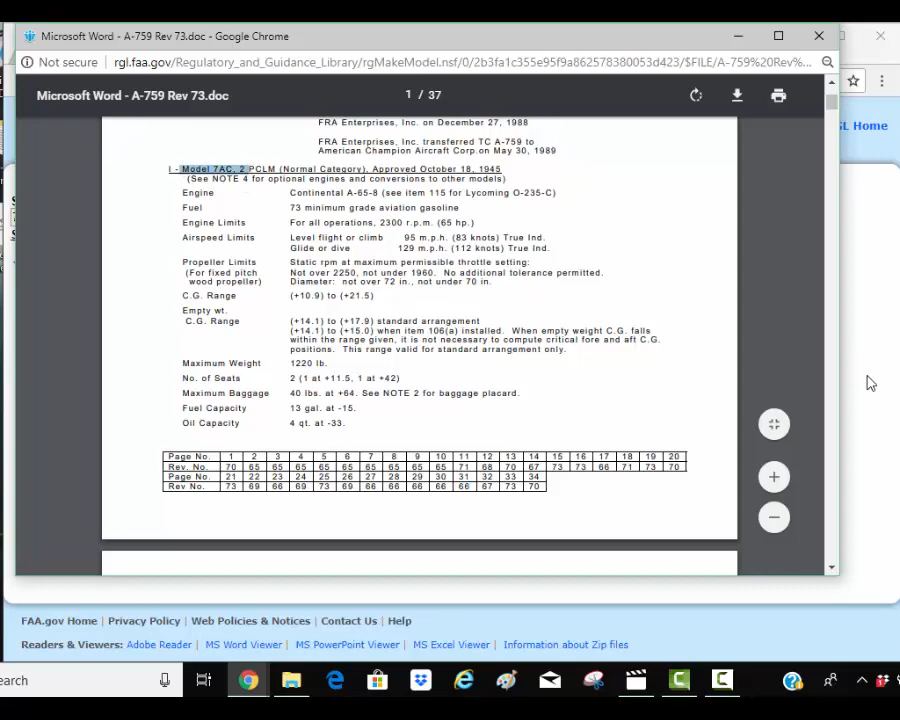 Microsoft Word - A-759 Rev 73.doc - Google Chrome
Not secure | rgl.faa.gov/Regulatory_and_Guidance_Library/rgMakeModel.nsf/0/2b3fa1c355e95f9a862578380053d423/$FILE/A-759%20Rev%...
Microsoft Word - A-759 Rev 73.doc
1 / 37
FRA Enterprises, Inc. on December 27, 1988
FRA Enterprises, Inc. transferred TC A-759 to
American Champion Aircraft Corp.on May 30, 1989
I - Model 7AC, 2 PCLM (Normal Category), Approved October 18, 1945
(See NOTE 4 for optional engines and conversions to other models)
Engine Continental A-65-8 (see item 115 for Lycoming O-235-C)
Fuel 73 minimum grade aviation gasoline
Engine Limits For all operations, 2300 r.p.m. (65 hp.)
Airspeed Limits Level flight or climb 95 m.p.h. (83 knots) True Ind.
Glide or dive 129 m.p.h. (112 knots) True Ind.
Propeller Limits Static rpm at maximum permissible throttle setting:
(For fixed pitch Not over 2250, not under 1960. No additional tolerance permitted.
wood propeller) Diameter: not over 72 in., not under 70 in.
C.G. Range (+10.9) to (+21.5)
Empty wt.
C.G. Range (+14.1) to (+17.9) standard arrangement
(+14.1) to (+15.0) when item 106(a) installed. When empty weight C.G. falls
within the range given, it is not necessary to compute critical fore and aft C.G.
positions. This range valid for standard arrangement only.
Maximum Weight 1220 lb.
No. of Seats 2 (1 at +11.5, 1 at +42)
Maximum Baggage 40 lbs. at +64. See NOTE 2 for baggage placard.
Fuel Capacity 13 gal. at -15.
Oil Capacity 4 qt. at -33.
Page No. 1 2 3 4 5 6 7 8 9 10 11 12 13 14 15 16 17 18 19 20
Rev. No. 70 65 65 65 65 65 65 65 65 65 71 68 70 67 73 73 66 71 73 70
Page No. 21 22 23 24 25 26 27 28 29 30 31 32 33 34
Rev No. 73 69 66 69 73 69 66 66 66 66 66 67 73 70
GL Home
FAA.gov Home | Privacy Policy | Web Policies & Notices | Contact Us | Help
Readers & Viewers: Adobe Reader | MS Word Viewer | MS PowerPoint Viewer | MS Excel Viewer | Information about Zip files
earch